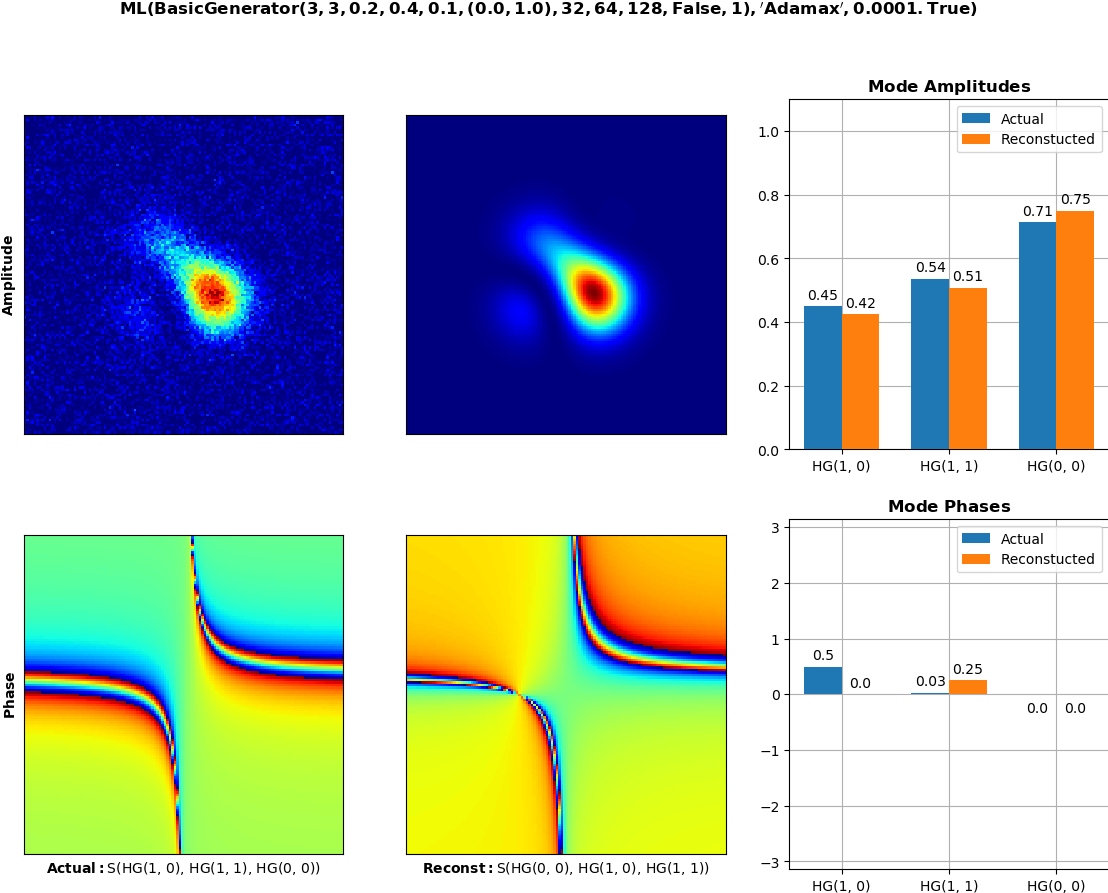 ML(BasicGenerator(3, 3, 0.2, 0.4, 0.1, (0.0, 1.0), 32, 64, 128, False, 1), ′Adamax′, 0.0001. True)
Amplitude
Mode Amplitudes
Actual
Reconstucted
1.0
0.8
0.6
0.4
0.2
0.0
0.45
0.42
0.54
0.51
0.71
0.75
HG(1, 0)
HG(1, 1)
HG(0, 0)
Phase
Actual: S(HG(1, 0), HG(1, 1), HG(0, 0))
Reconst: S(HG(0, 0), HG(1, 0), HG(1, 1))
Mode Phases
Actual
Reconstucted
3
2
1
0
−1
−2
−3
0.5
0.0
0.03
0.25
0.0
0.0
HG(1, 0)
HG(1, 1)
HG(0, 0)